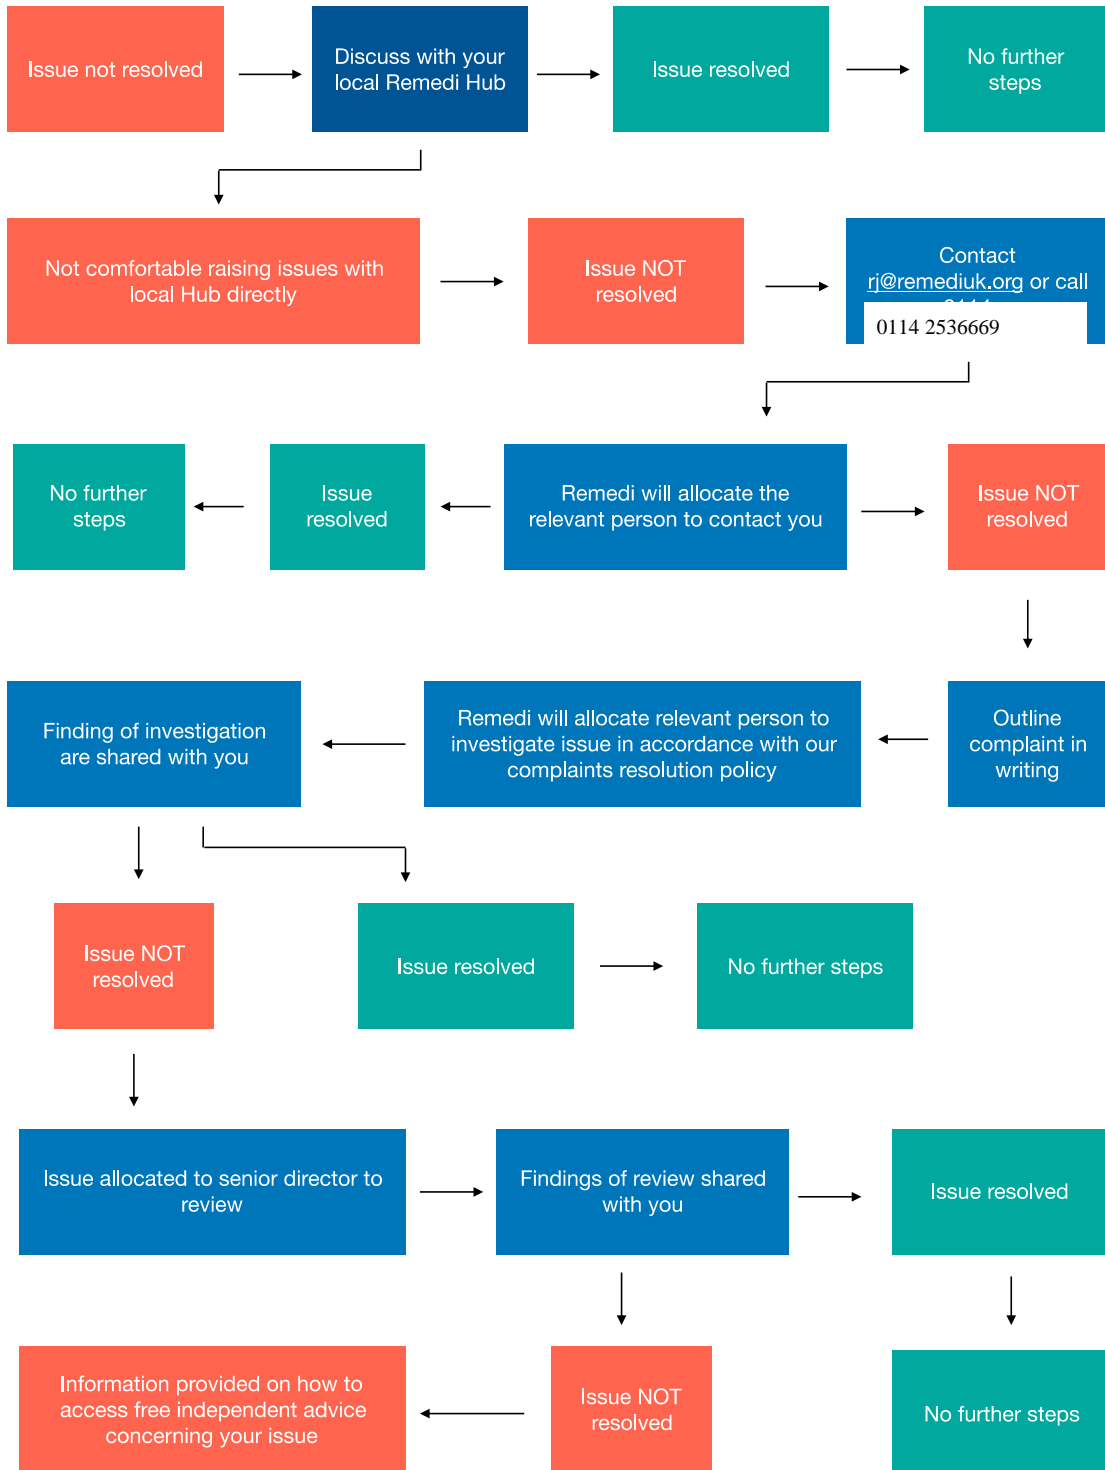 Issue not resolved
Discuss with your
local Remedi Hub
Issue resolved
No further
steps
Not comfortable raising issues with
local Hub directly
Issue NOT
resolved
Contact
rj@remediuk.org or call
0114 2536669
No further
steps
Issue
resolved
Remedi will allocate the
relevant person to contact you
Issue NOT
resolved
Finding of investigation
are shared with you
Remedi will allocate relevant person to
investigate issue in accordance with our
complaints resolution policy
Outline
complaint in
writing
Issue NOT
resolved
Issue resolved
No further steps
Issue allocated to senior director to
review
Findings of review shared
with you
Issue resolved
Information provided on how to
access free independent advice
concerning your issue
Issue NOT
resolved
No further steps